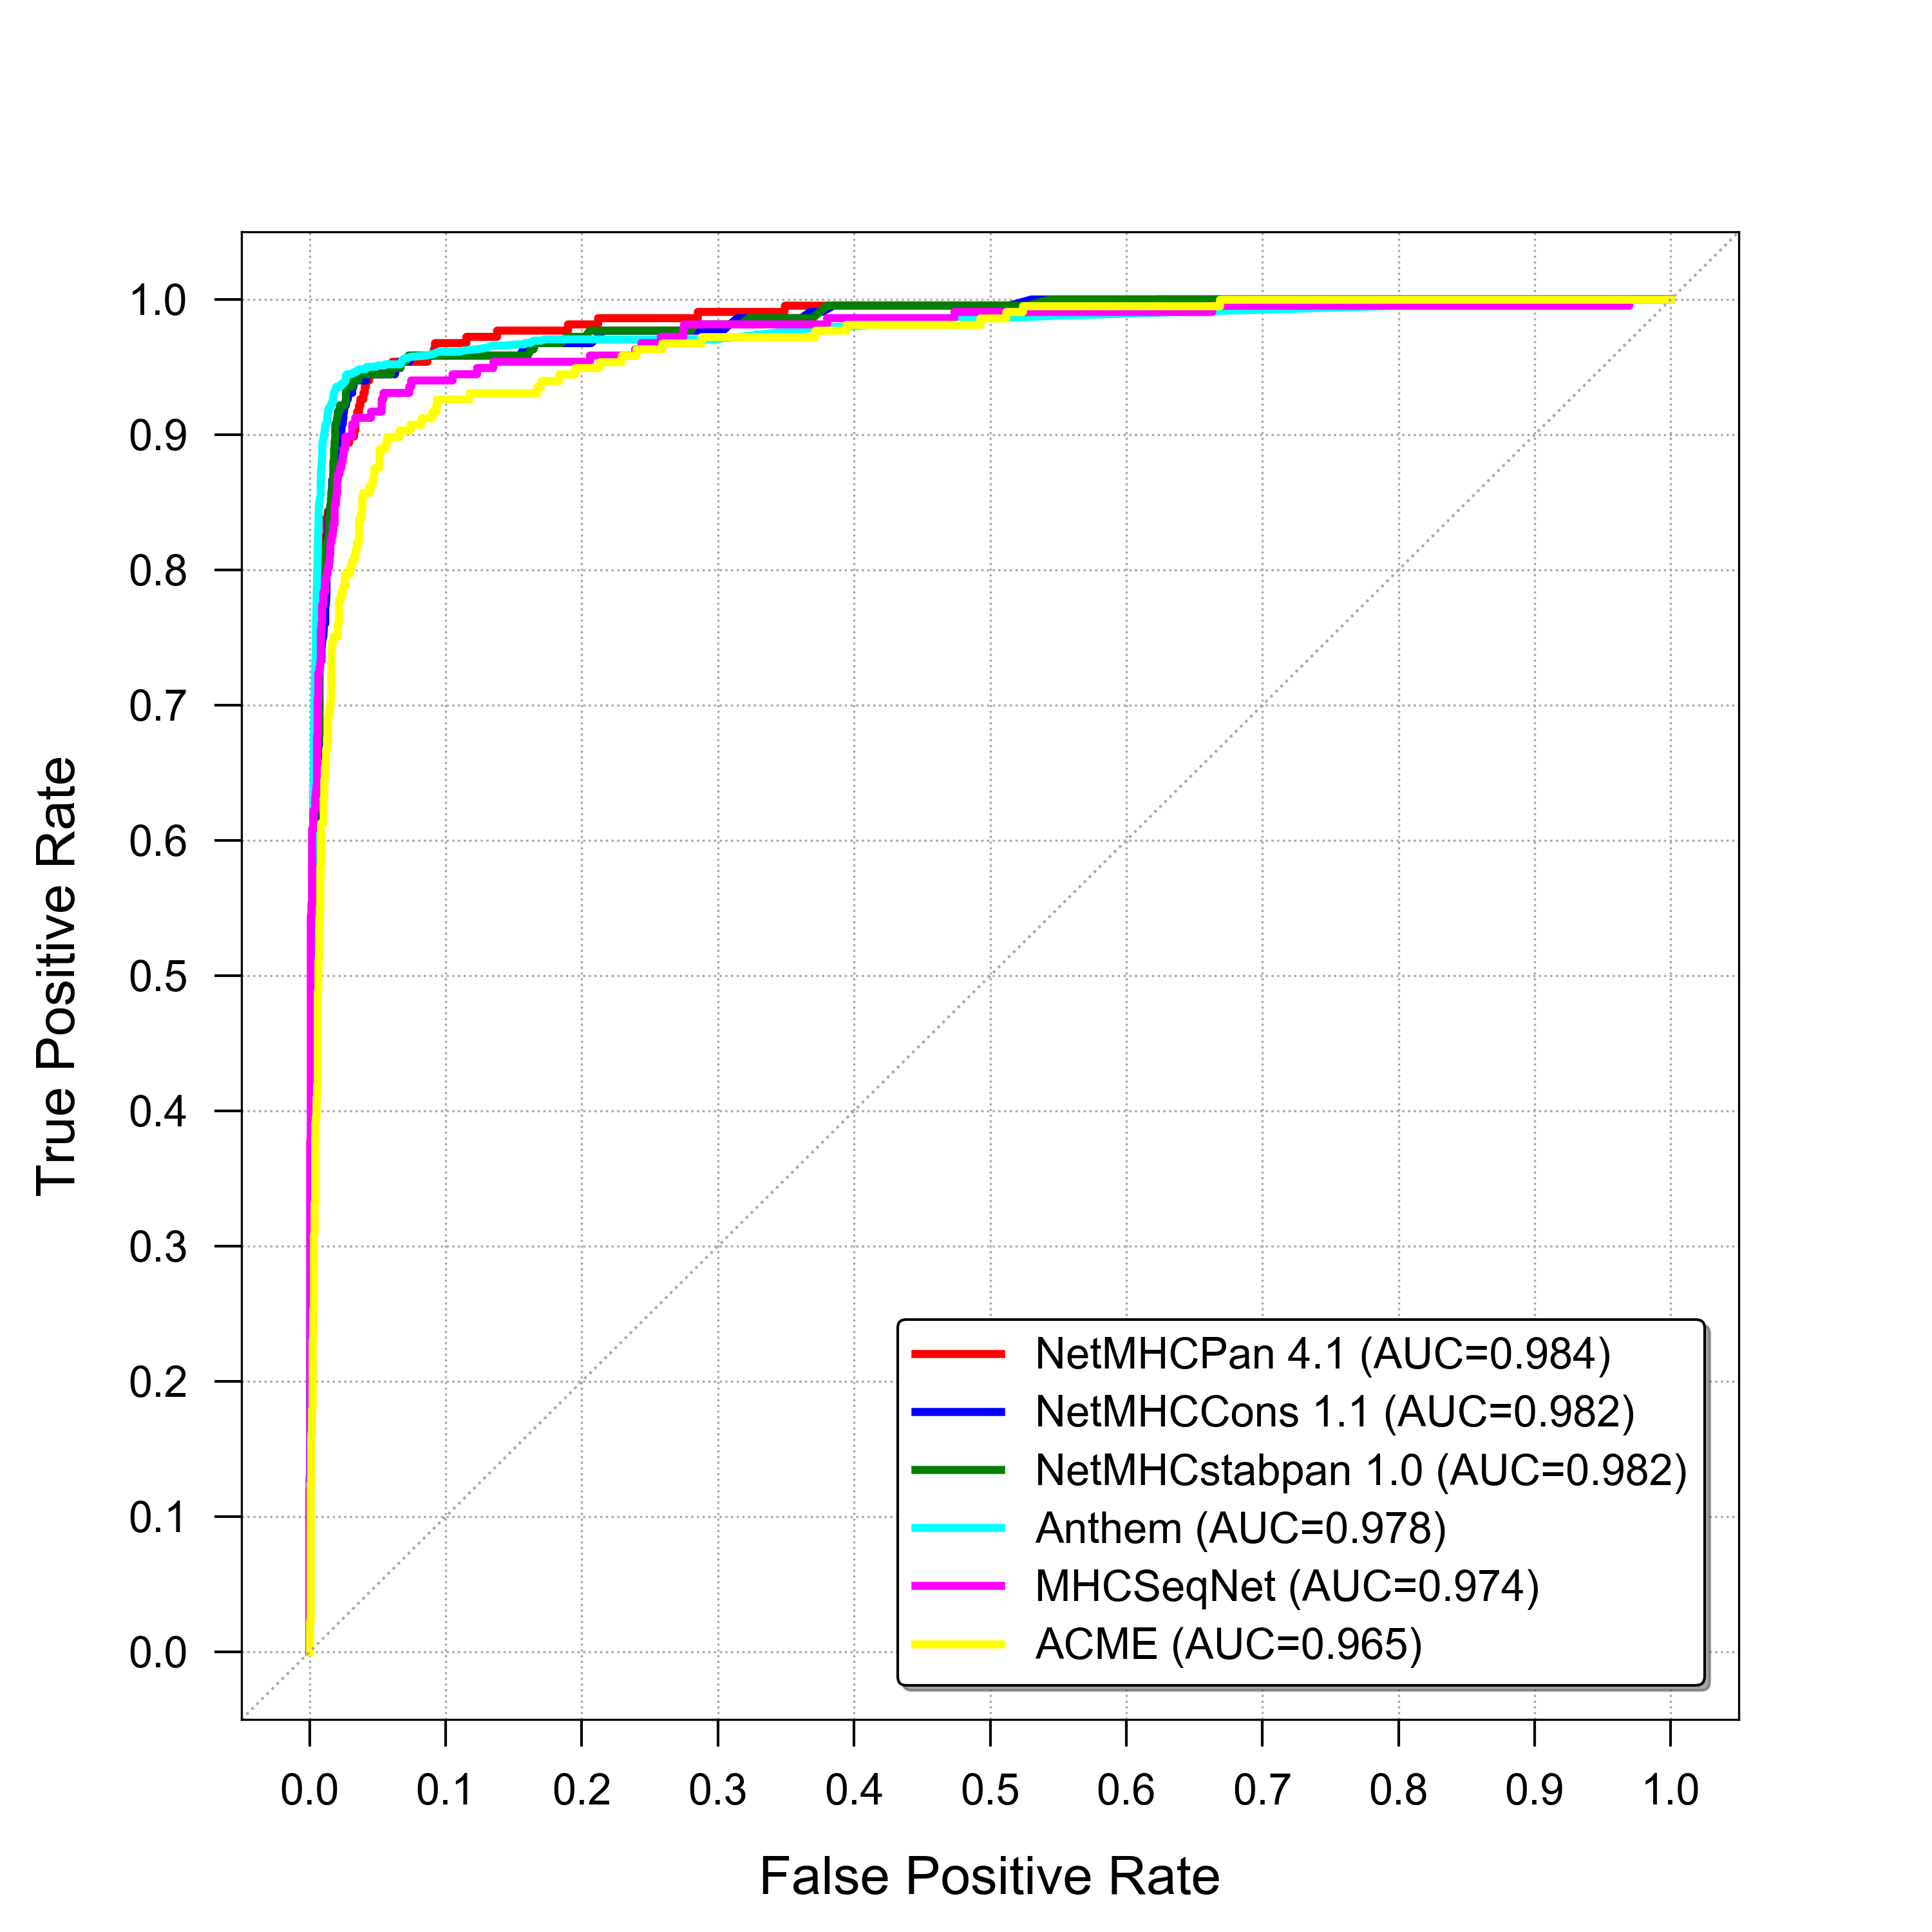 True Positive Rate
1.0
0.9
0.8
0.7
0.6
0.5
0.4
0.3
0.2
0.1
0.0
NetMHCPan 4.1 (AUC=0.984)
NetMHCCons 1.1 (AUC=0.982)
NetMHCstabpan 1.0 (AUC=0.982)
Anthem (AUC=0.978)
MHCSeqNet (AUC=0.974)
ACME (AUC=0.965)
0.0 0.1 0.2 0.3 0.4 0.5 0.6 0.7 0.8 0.9 1.0
False Positive Rate